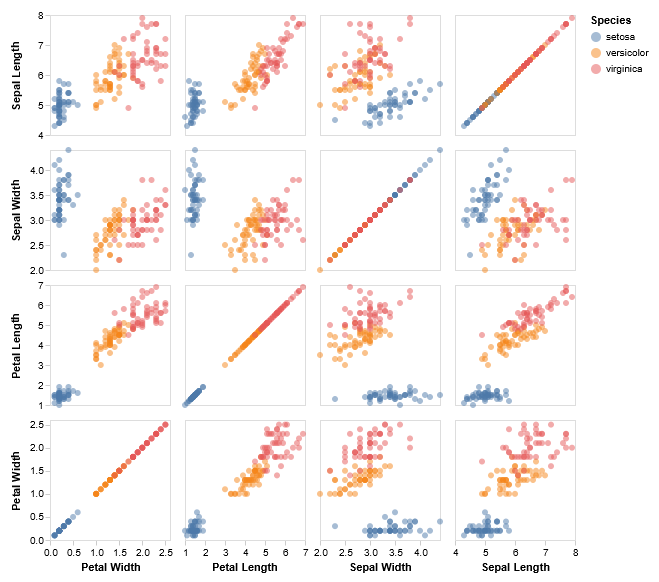 Species
setosa
versicolor
virginica
8
7
6
5
4
Sepal Length
4.0
3.5
3.0
2.5
2.0
Sepal Width
7
6
5
4
3
2
1
Petal Length
2.5
2.0
1.5
1.0
0.5
0.0
Petal Wridth
0.0 0.5 1.0 1.5 2.0 2.5
Petal Width
1 2 3 4 5 6 7
Petal Length
2.0 2.5 3.0 3.5 4.0
Sepal Width
4 5 6 7 8
Sepal Length